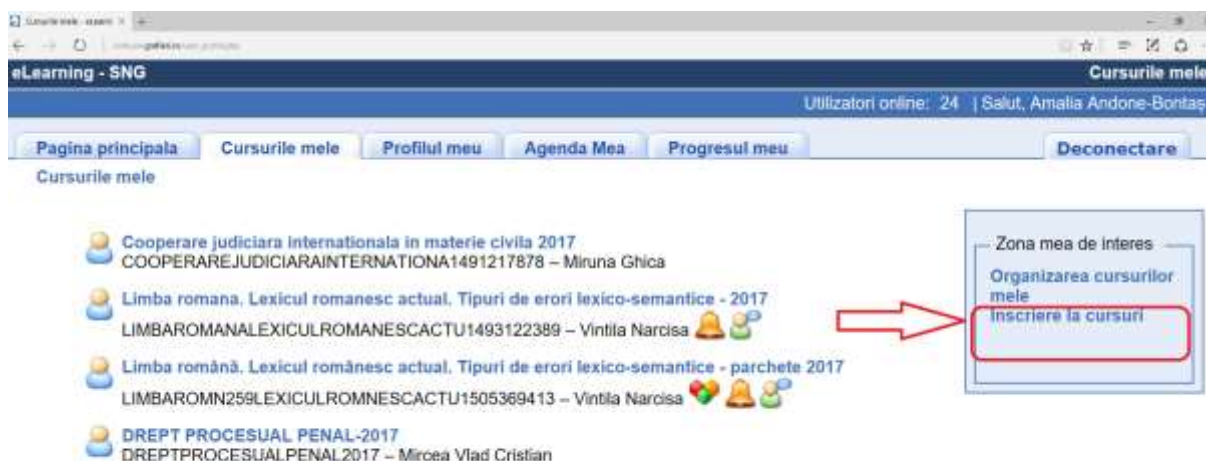 Cursurile mele
eLearning - SNG
Cursurile mele
Utilizatori online: 24 | Salut, Amalia Andone-Bontaș
Pagina principala
Cursurile mele
Profilul meu
Agenda Mea
Progresul meu
Deconectare
Cursurile mele
Cooperare judiciara internationala in materie civila 2017
COOPERAREJUDICIARAINTERNATIONA1491217878 – Miruna Ghica
Limba romana. Lexicul romanesc actual. Tipuri de erori lexico-semantice - 2017
LIMBAROMANALEXICULROMANESCACTU1493122389 – Vintila Narcisa
Limba română. Lexicul românesc actual. Tipuri de erori lexico-semantice - parchete 2017
LIMBAROMN259LEXICULROMNESCACTU1505369413 – Vintila Narcisa
DREPT PROCESUAL PENAL-2017
DREPTPROCESUALPENAL2017 – Mircea Vlad Cristian
Zona mea de interes
Organizarea cursurilor
mele
Inscriere la cursuri